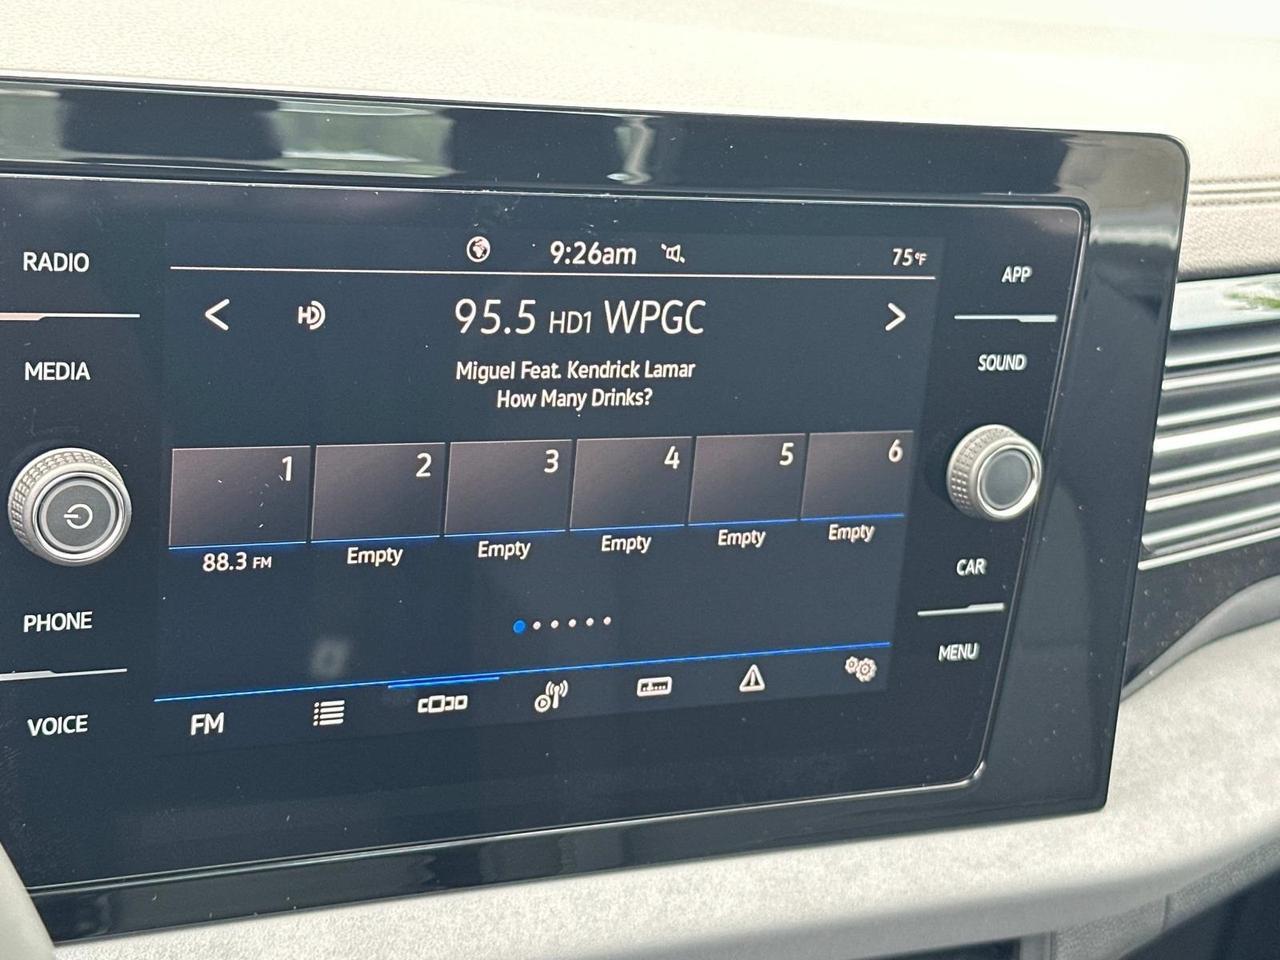 RADIO
MEDIA
PHONE
VOICE
9:26am
75°F
HD
95.5 HD1 WPGC
Miguel Feat. Kendrick Lamar
How Many Drinks?
1 2 3 4 5 6
88.3 FM Empty Empty Empty Empty Empty
FM
APP
SOUND
CAR
MENU